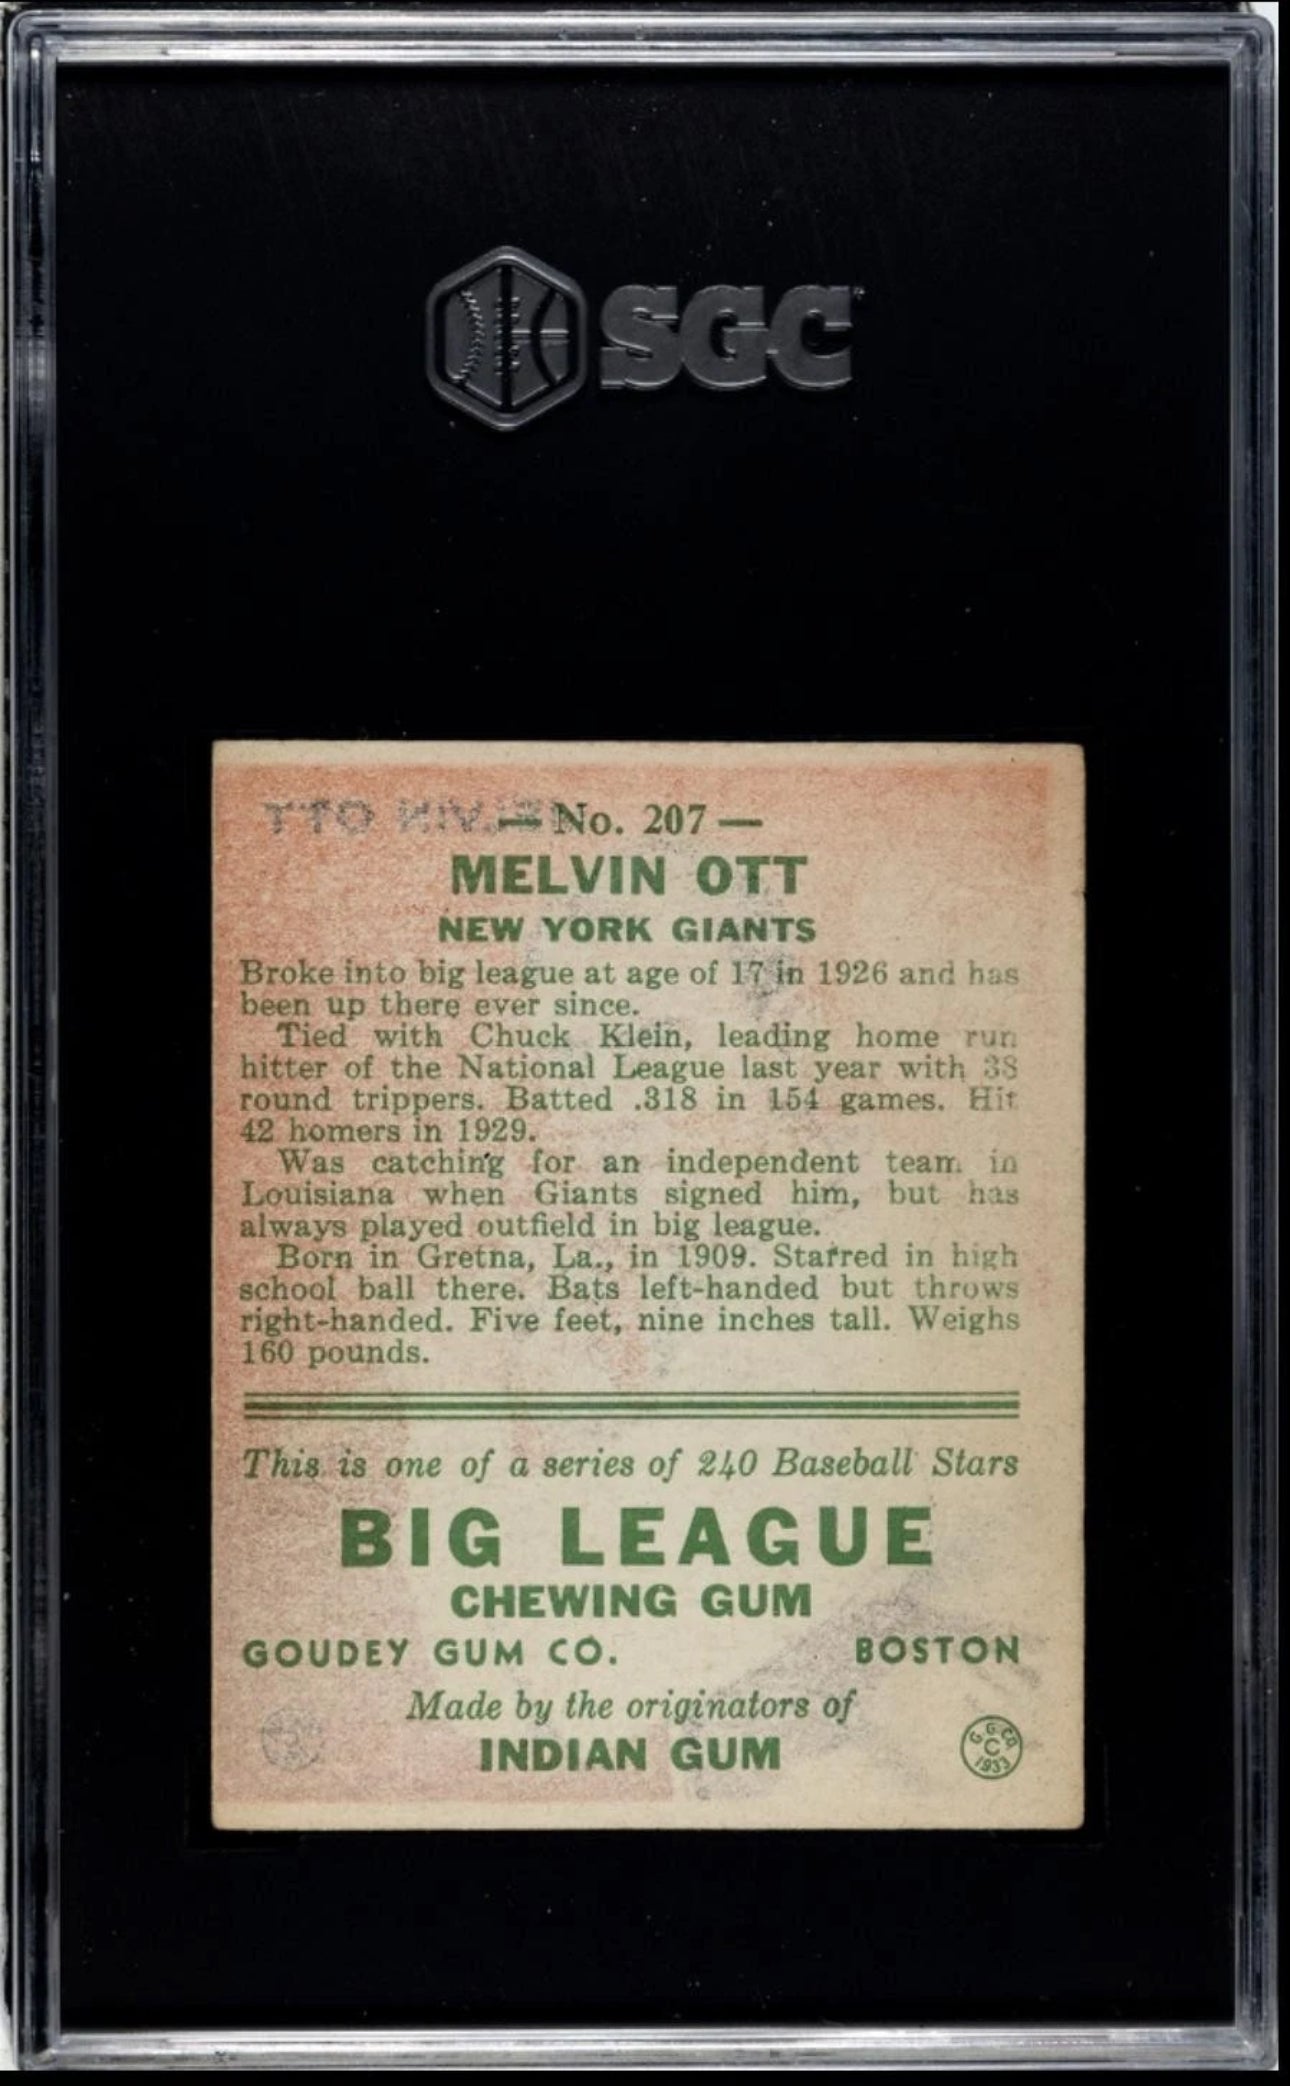 SGC
MELVIN OTT
— No. 207 —
MELVIN OTT
NEW YORK GIANTS
Broke into big league at age of 17 in 1926 and has
been up there ever since.
Tied with Chuck Klein, leading home run
hitter of the National League last year with 38
round trippers. Batted .318 in 154 games. Hit
42 homers in 1929.
Was catching for an independent team in
Louisiana when Giants signed him, but has
always played outfield in big league.
Born in Gretna, La., in 1909. Starred in high
school ball there. Bats left-handed but throws
right-handed. Five feet, nine inches tall. Weighs
160 pounds.
This is one of a series of 240 Baseball Stars
BIG LEAGUE
CHEWING GUM
GOUDEY GUM CO. BOSTON
Made by the originators of
INDIAN GUM
G. G. CO.
C
1933